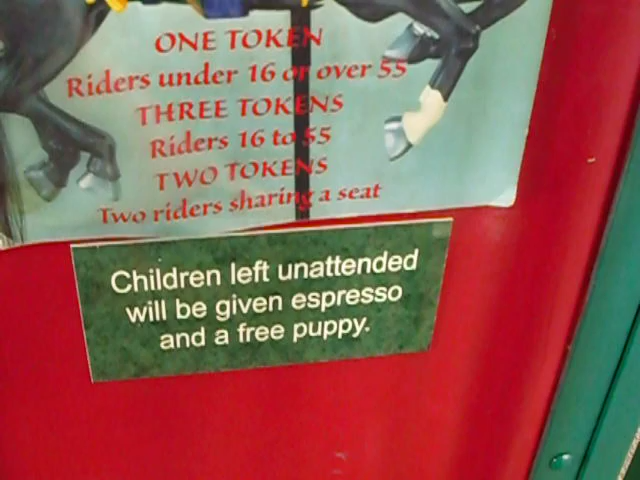 ONE TOKEN
Riders under 16 or over 55
THREE TOKENS
Riders 16 to 55
TWO TOKENS
Two riders sharing a seat
Children left unattended
will be given espresso
and a free puppy.